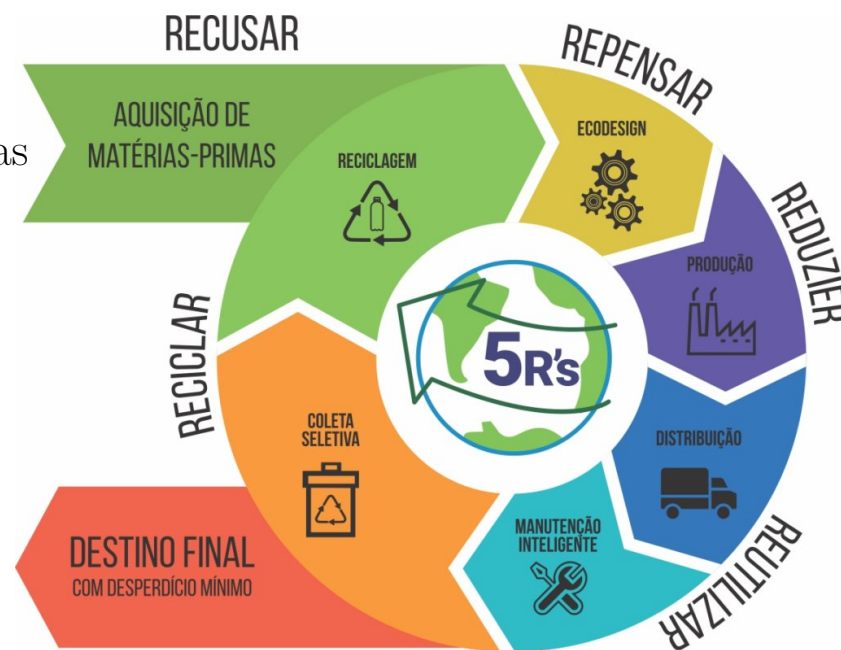 RECUSAR
AQUISIÇÃO DE
MATÉRIAS-PRIMAS
as
RECICLAGEM
REPENSAR
ECODESIGN
REDUZIER
PRODUÇÃO
5R's
RECICLAR
COLETA
SELETIVA
DISTRIBUIÇÃO
REUTILIZAR
MANUTENÇÃO
INTELIGENTE
DESTINO FINAL
COM DESPERDÍCIO MÍNIMO